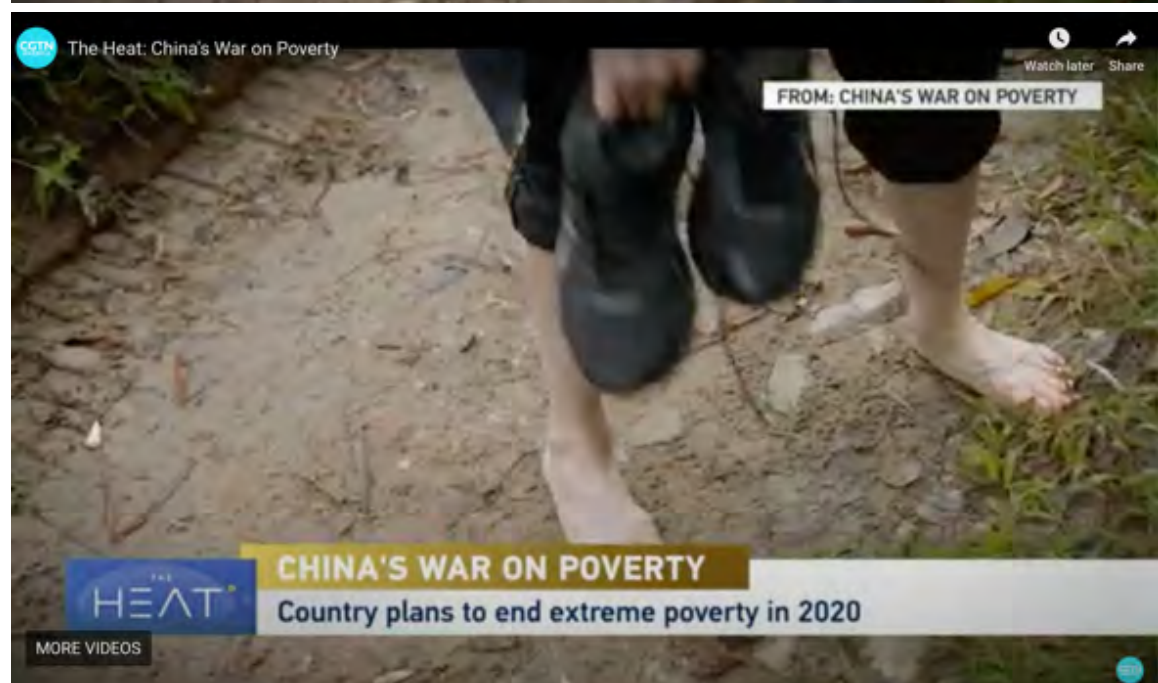 CGTN
The Heat: China's War on Poverty
Watch later
Share
FROM: CHINA'S WAR ON POVERTY
CHINA'S WAR ON POVERTY
THE
HEAT
Country plans to end extreme poverty in 2020
MORE VIDEOS